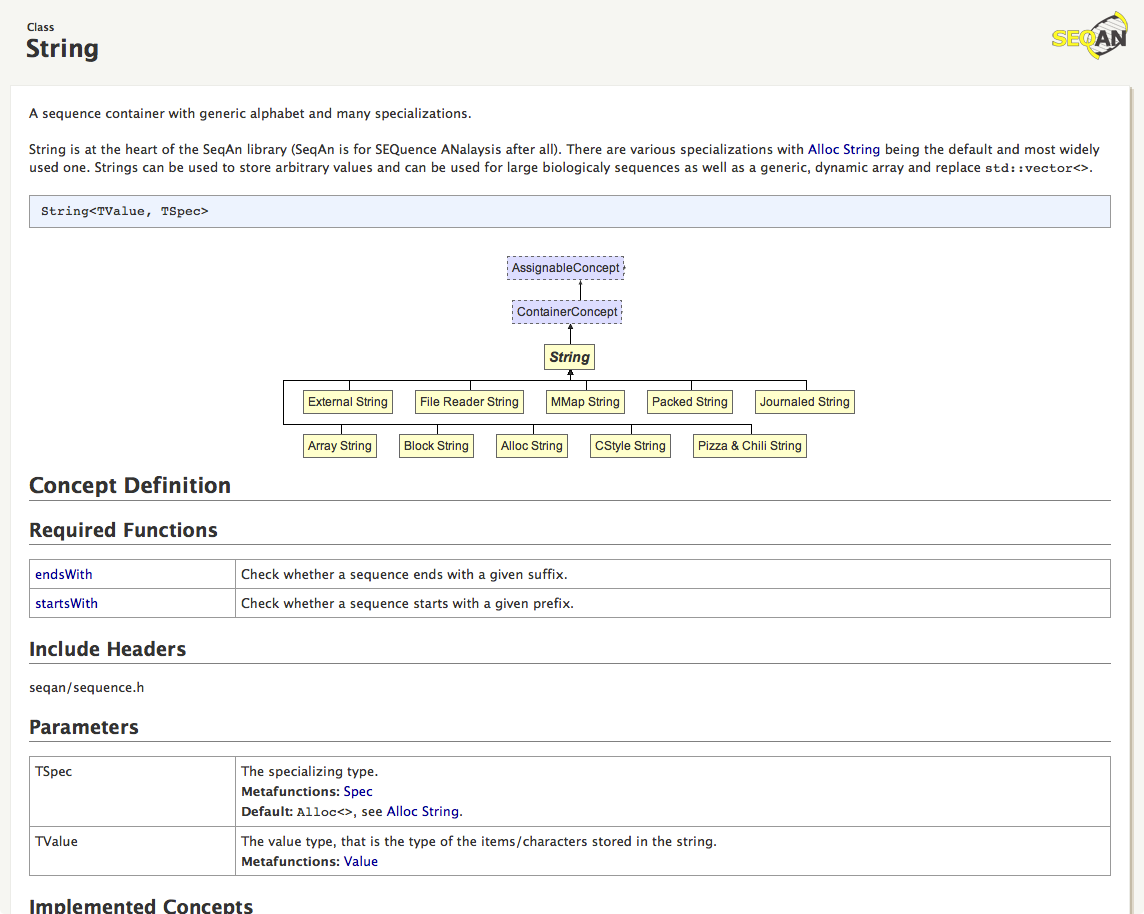 Class
String
SEQAN
A sequence container with generic alphabet and many specializations.
String is at the heart of the SeqAn library (SeqAn is for SEQuence ANalaysis after all). There are various specializations with Alloc String being the default and most widely
used one. Strings can be used to store arbitrary values and can be used for large biologicaly sequences as well as a generic, dynamic array and replace std::vector<>.
String<TValue, TSpec>
AssignableConcept
ContainerConcept
String
External String File Reader String MMap String Packed String Journaled String
Array String Block String Alloc String CStyle String Pizza & Chili String
Concept Definition
Required Functions
endsWith Check whether a sequence ends with a given suffix.
startsWith Check whether a sequence starts with a given prefix.
Include Headers
seqan/sequence.h
Parameters
TSpec The specializing type.
Metafunctions: Spec
Default: Alloc<>, see Alloc String.
TValue The value type, that is the type of the items/characters stored in the string.
Metafunctions: Value
Implemented Concepts